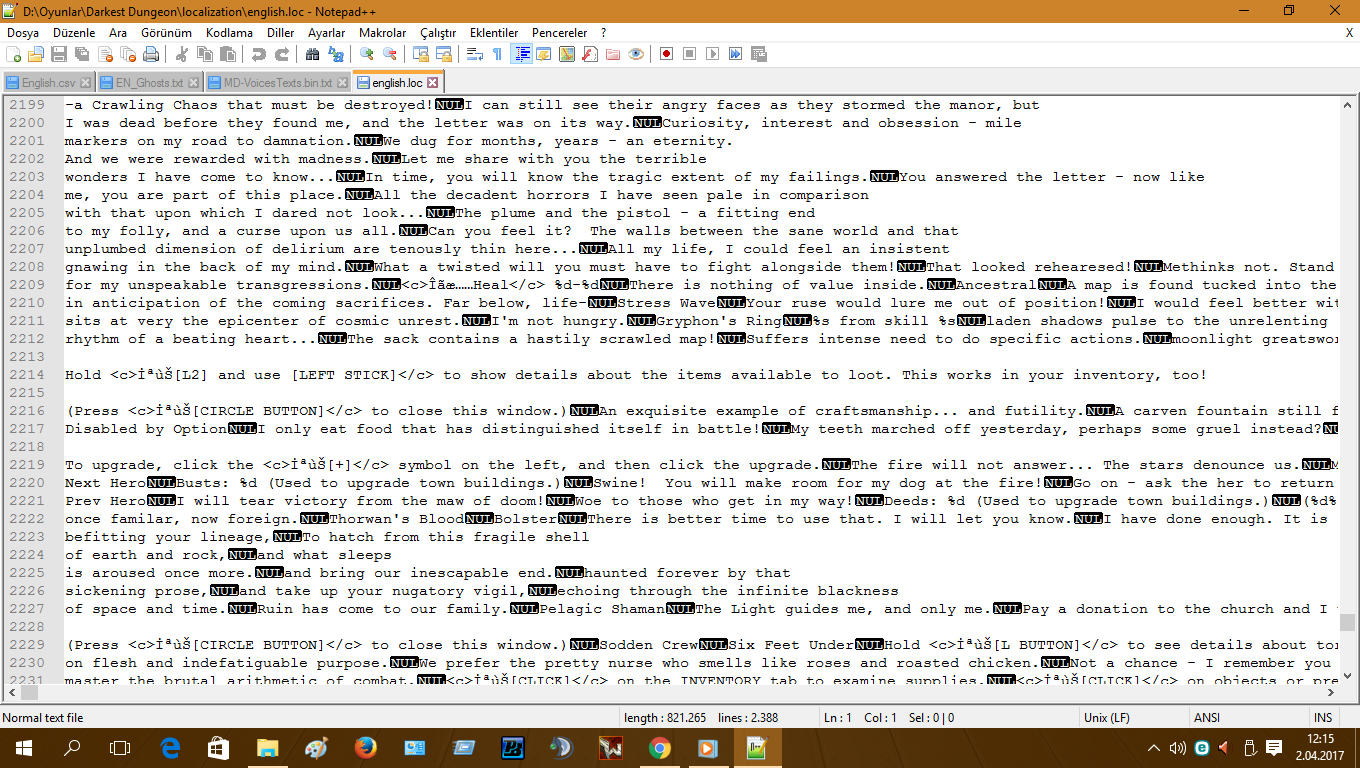 D:\Oyunlar\Darkest Dungeon\localization\english.loc - Notepad++
Dosya Düzenle Ara Görünüm Kodlama Diller Ayarlar Makrolar Çalıştır Eklentiler Pencereler ? X
English.csv EN_Ghosts.txt MD-VoicesTexts.bin.txt english.loc
2199 -a Crawling Chaos that must be destroyed!NULI can still see their angry faces as they stormed the manor, but
2200 I was dead before they found me, and the letter was on its way.NULCuriosity, interest and obsession - mile
2201 markers on my road to damnation.NULWe dug for months, years - an eternity.
2202 And we were rewarded with madness.NULLet me share with you the terrible
2203 wonders I have come to know...NULIn time, you will know the tragic extent of my failings.NULYou answered the letter - now like
2204 me, you are part of this place.NULAll the decadent horrors I have seen pale in comparison
2205 with that upon which I dared not look...NULThe plume and the pistol - a fitting end
2206 to my folly, and a curse upon us all.NULCan you feel it?  The walls between the sane world and that
2207 unplumbed dimension of delirium are tenously thin here...NULAll my life, I could feel an insistent
2208 gnawing in the back of my mind.NULWhat a twisted will you must have to fight alongside them!NULThat looked rehearesed!NULMethinks not. Stand
2209 for my unspeakable transgressions.NUL<c>Îãæ……Heal</c> %d-%dNULThere is nothing of value inside.NULAncestralNULA map is found tucked into the
2210 in anticipation of the coming sacrifices. Far below, life-NULStress WaveNULYour ruse would lure me out of position!NULI would feel better wit
2211 sits at very the epicenter of cosmic unrest.NULI'm not hungry.NULGryphon's RingNUL%s from skill %sNULladen shadows pulse to the unrelenting
2212 rhythm of a beating heart...NULThe sack contains a hastily scrawled map!NULSuffers intense need to do specific actions.NULmoonlight greatswor
2213
2214 Hold <c>İªùŠ[L2] and use [LEFT STICK]</c> to show details about the items available to loot. This works in your inventory, too!
2215
2216 (Press <c>İªùŠ[CIRCLE BUTTON]</c> to close this window.)NULAn exquisite example of craftsmanship... and futility.NULA carven fountain still f
2217 Disabled by OptionNULI only eat food that has distinguished itself in battle!NULMy teeth marched off yesterday, perhaps some gruel instead?NU
2218
2219 To upgrade, click the <c>İªùŠ[+]</c> symbol on the left, and then click the upgrade.NULThe fire will not answer... The stars denounce us.NULM
2220 Next HeroNULBusts: %d (Used to upgrade town buildings.)NULSwine!  You will make room for my dog at the fire!NULGo on - ask the her to return
2221 Prev HeroNULI will tear victory from the maw of doom!NULWoe to those who get in my way!NULDeeds: %d (Used to upgrade town buildings.)NUL(%d%
2222 once familar, now foreign.NULThorwan's BloodNULBolsterNULThere is better time to use that. I will let you know.NULI have done enough. It is
2223 befitting your lineage,NULTo hatch from this fragile shell
2224 of earth and rock,NULand what sleeps
2225 is aroused once more.NULand bring our inescapable end.NULhaunted forever by that
2226 sickening prose,NULand take up your nugatory vigil,NULechoing through the infinite blackness
2227 of space and time.NULRuin has come to our family.NULPelagic ShamanNULThe Light guides me, and only me.NULPay a donation to the church and I
2228
2229 (Press <c>İªùŠ[CIRCLE BUTTON]</c> to close this window.)NULSodden CrewNULSix Feet UnderNULHold <c>İªùŠ[L BUTTON]</c> to see details about tor
2230 on flesh and indefatiguable purpose.NULWe prefer the pretty nurse who smells like roses and roasted chicken.NULNot a chance - I remember you
2231 master the brutal arithmetic of combat.NUL<c>İªùŠ[CLICK]</c> on the INVENTORY tab to examine supplies.NUL<c>İªùŠ[CLICK]</c> on objects or pre
Normal text file length : 821.265 lines : 2.388 Ln : 1 Col : 1 Sel : 0 | 0 Unix (LF) ANSI INS
12:15
2.04.2017